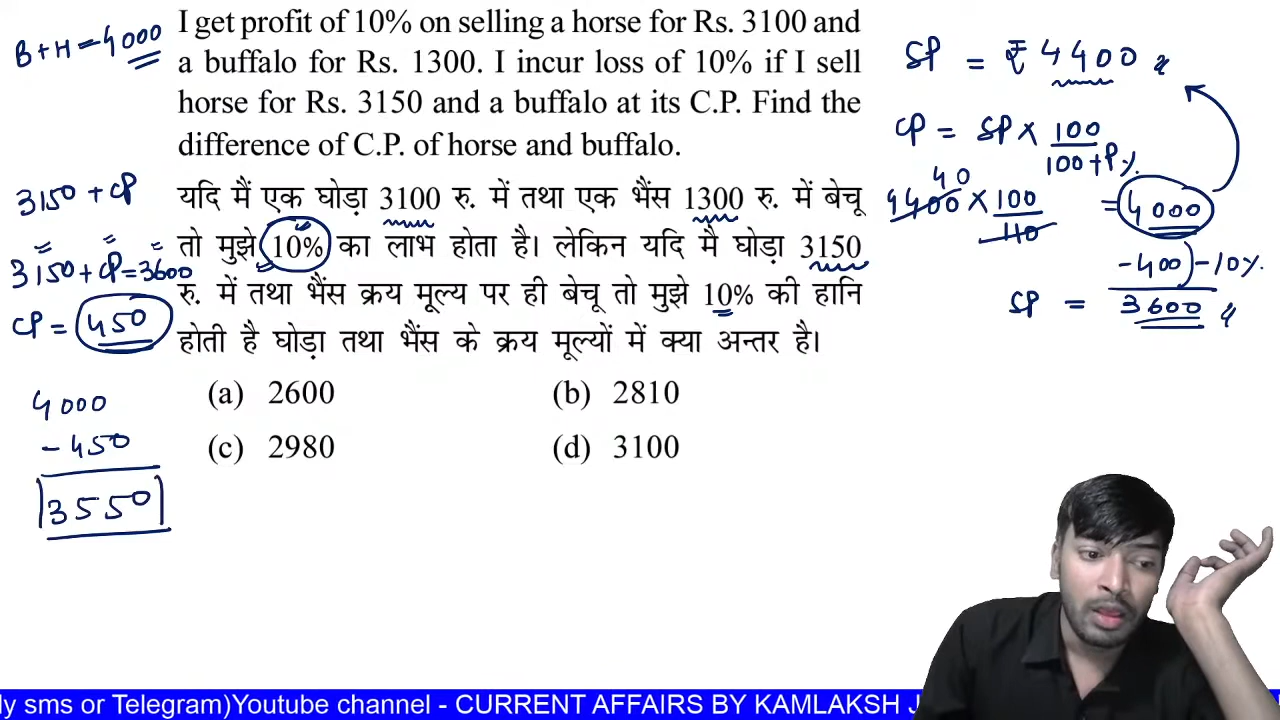 B + H = 4000
I get profit of 10% on selling a horse for Rs. 3100 and
a buffalo for Rs. 1300. I incur loss of 10% if I sell
horse for Rs. 3150 and a buffalo at its C.P. Find the
difference of C.P. of horse and buffalo.
यदि मैं एक घोड़ा 3100 रु. में तथा एक भैंस 1300 रु. में बेचू
तो मुझे 10% का लाभ होता है। लेकिन यदि मै घोड़ा 3150
रु. में तथा भैंस क्रय मूल्य पर ही बेचू तो मुझे 10% की हानि
होती है घोड़ा तथा भैंस के क्रय मूल्यों में क्या अन्तर है।
(a) 2600 (b) 2810
(c) 2980 (d) 3100
3150 + CP
3150 + CP = 3600
CP = 450
4000
- 450
3550
SP = ₹ 4400
CP = SP × 100
100 + P%
40
4400 × 100 = 4000
110
- 400 - 10%.
SP = 3600
ly sms or Telegram)Youtube channel - CURRENT AFFAIRS BY KAMLAKSH J